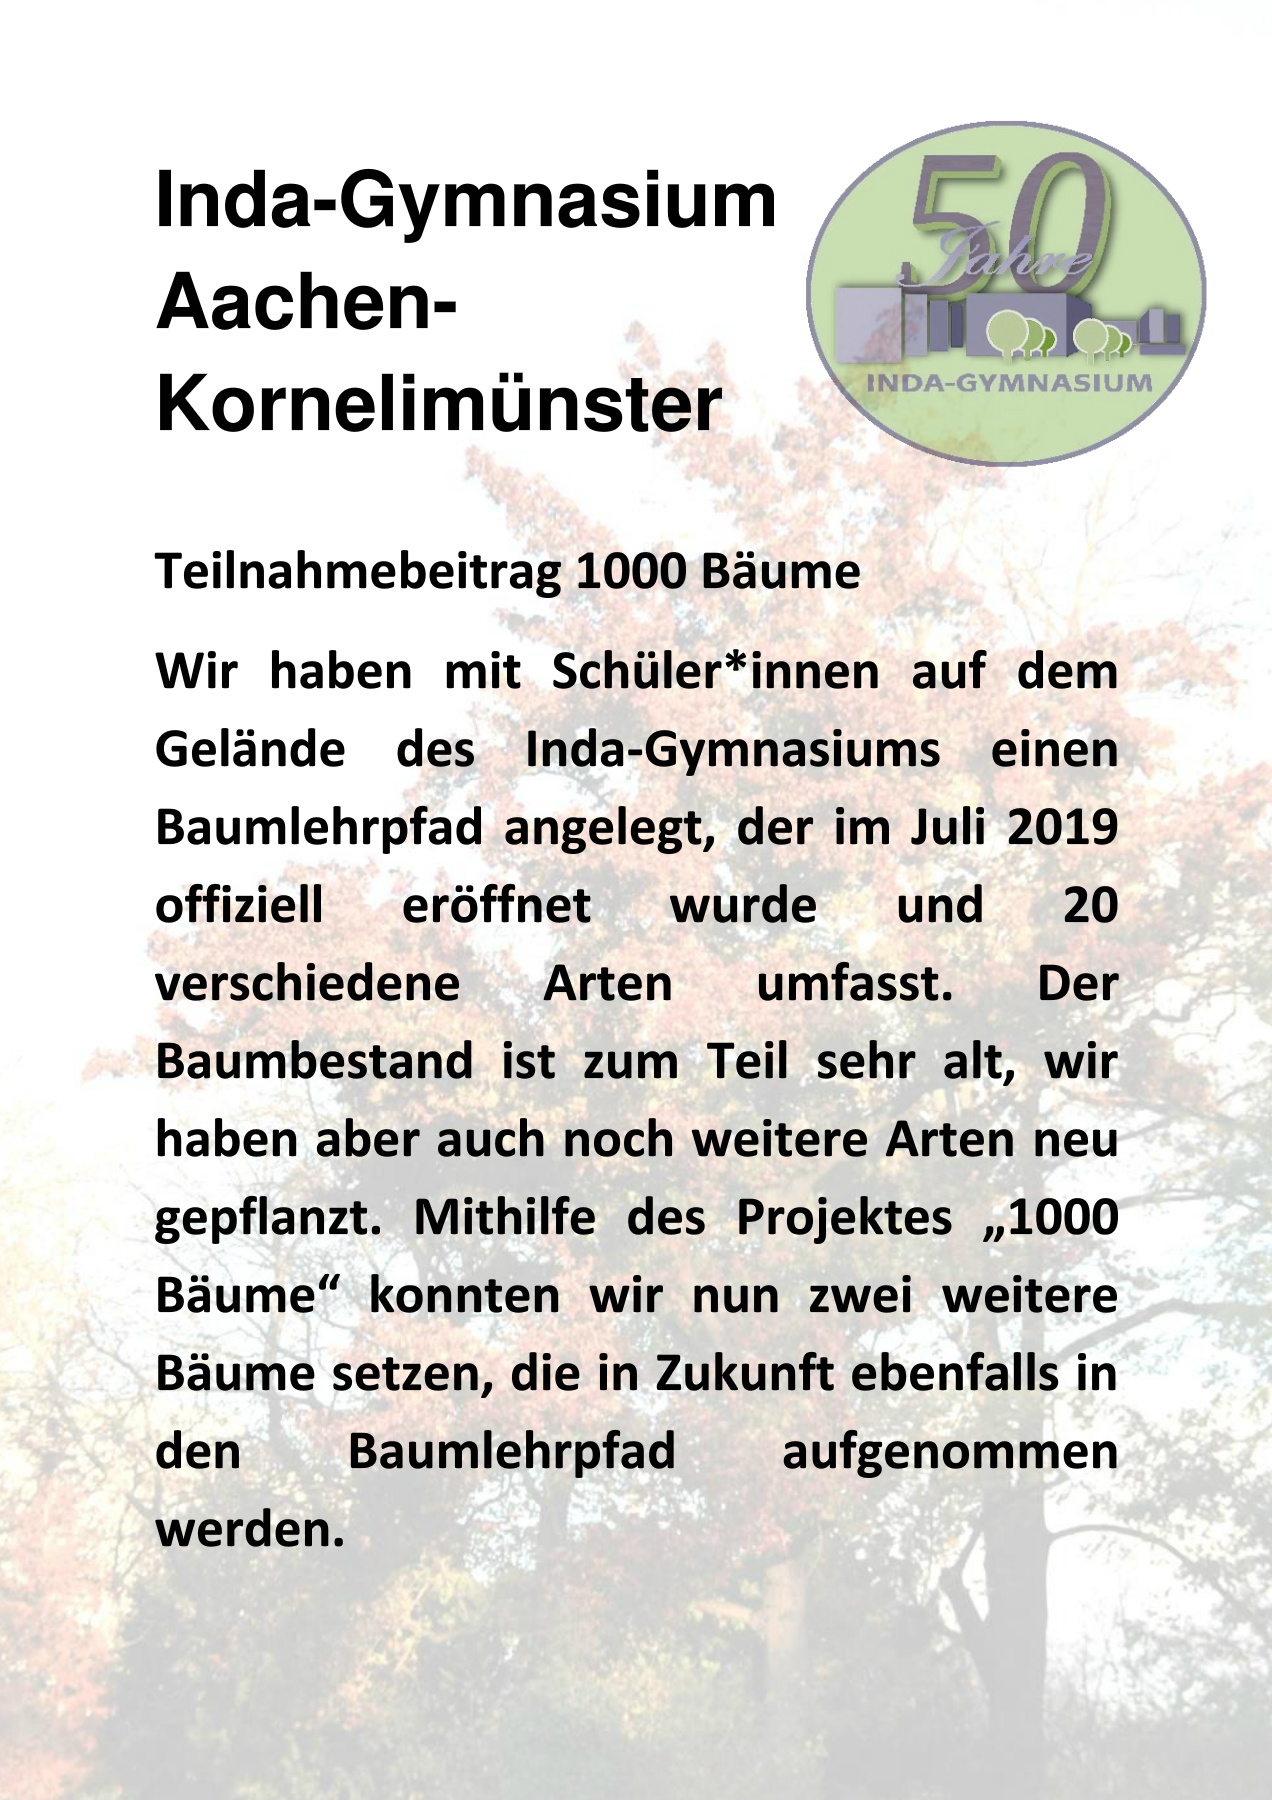 Inda-Gymnasium
Aachen-
Kornelimünster
50
Jahre
INDA-GYMNASIUM
Teilnahmebeitrag 1000 Bäume
Wir haben mit Schüler*innen auf dem
Gelände des Inda-Gymnasiums einen
Baumlehrpfad angelegt, der im Juli 2019
offiziell eröffnet wurde und 20
verschiedene Arten umfasst. Der
Baumbestand ist zum Teil sehr alt, wir
haben aber auch noch weitere Arten neu
gepflanzt. Mithilfe des Projektes „1000
Bäume“ konnten wir nun zwei weitere
Bäume setzen, die in Zukunft ebenfalls in
den Baumlehrpfad aufgenommen
werden.